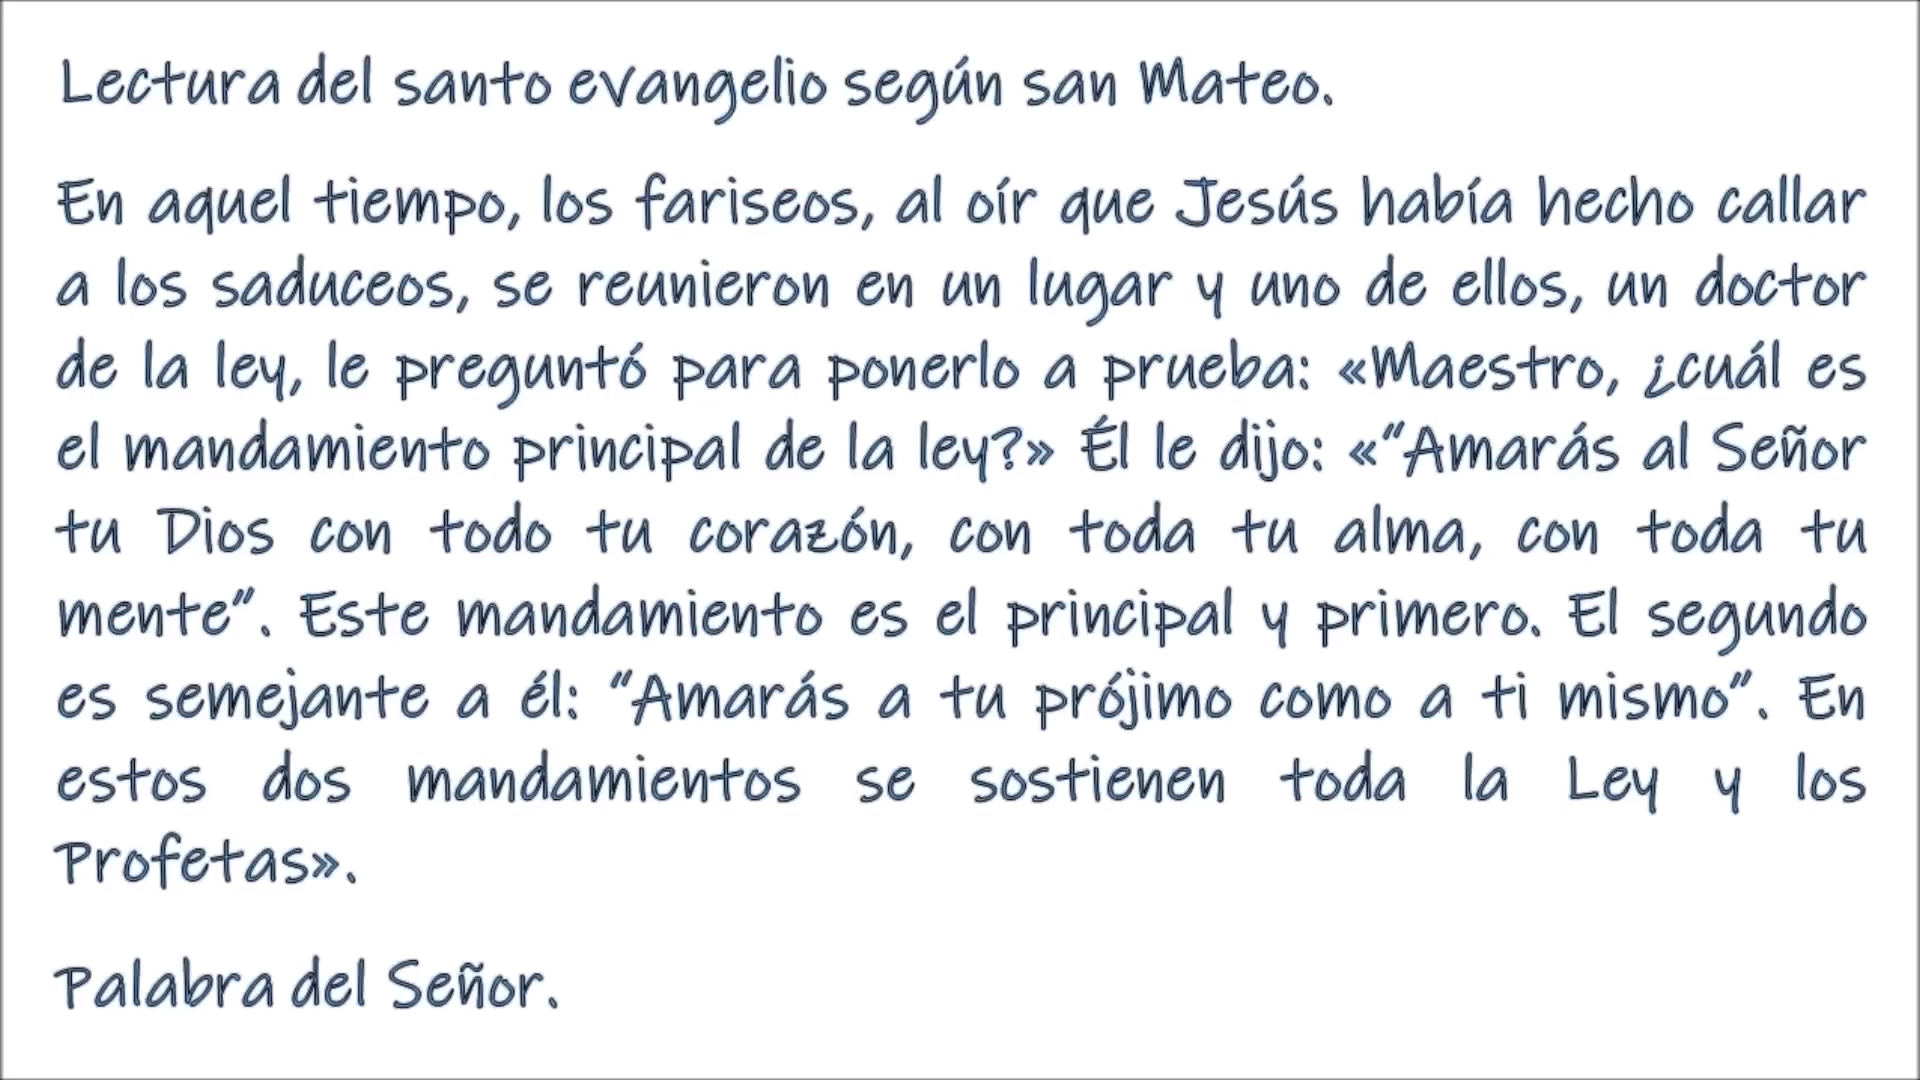 Lectura del santo evangelio según san Mateo.
En aquel tiempo, los fariseos, al oír que Jesús había hecho callar
a los saduceos, se reunieron en un lugar y uno de ellos, un doctor
de la ley, le preguntó para ponerlo a prueba: «Maestro, ¿cuál es
el mandamiento principal de la ley?» Él le dijo: «“Amarás al Señor
tu Dios con todo tu corazón, con toda tu alma, con toda tu
mente”. Este mandamiento es el principal y primero. El segundo
es semejante a él: “Amarás a tu prójimo como a ti mismo”. En
estos dos mandamientos se sostienen toda la Ley y los
Profetas».
Palabra del Señor.